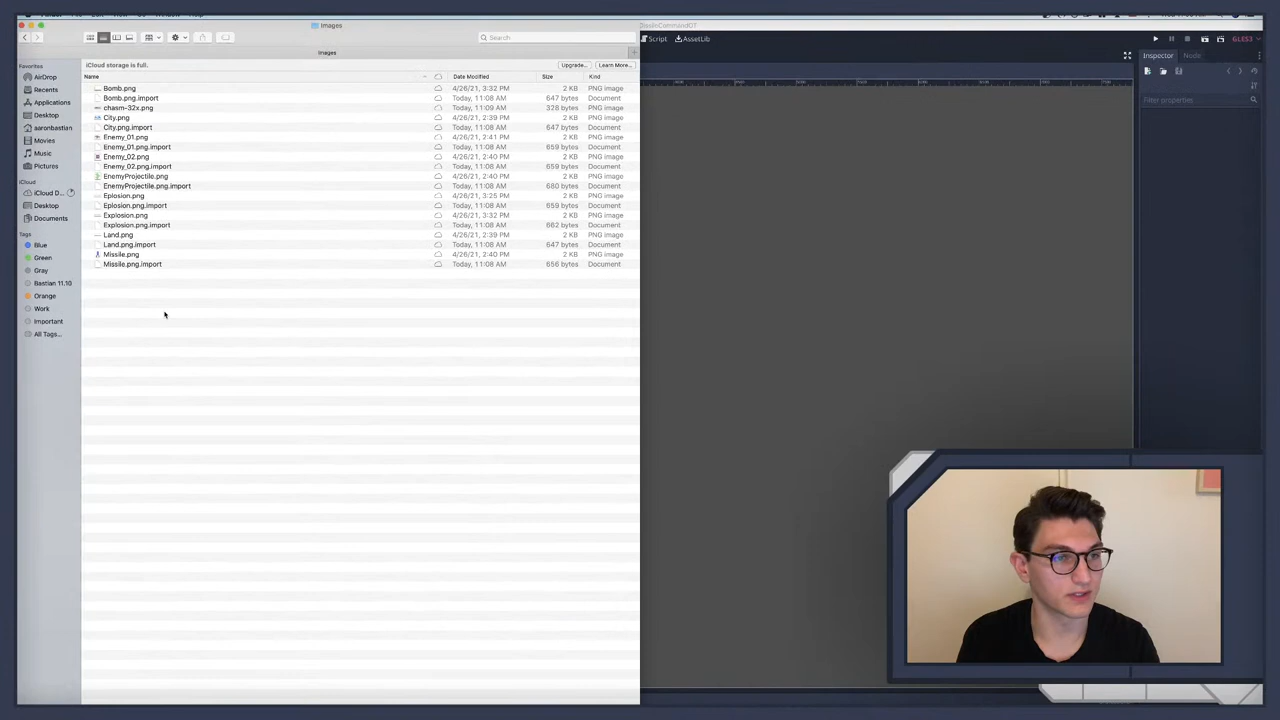 Images
DissilnCommandOT
Search
Script
AssetLib
GLES3
Images
Inspector
Node
Favorites
iCloud storage is full.
Upgrade...
Learn More...
AirDrop
Name
Date Modified
Size
Kind
Recents
Bomb.png 4/26/21, 3:32 PM 2 KB PNG image
Filter properties
Applications
Bomb.png.import Today, 11:08 AM 647 bytes Document
chasm-32x.png Today, 11:09 AM 328 bytes PNG image
Desktop
City.png 4/26/21, 2:39 PM 2 KB PNG image
aaronbastian
City.png.import Today, 11:08 AM 647 bytes Document
Movies
Enemy_01.png 4/26/21, 2:41 PM 2 KB PNG image
Music
Enemy_01.png.import Today, 11:08 AM 659 bytes Document
Enemy_02.png 4/26/21, 2:40 PM 2 KB PNG image
Pictures
Enemy_02.png.import Today, 11:08 AM 659 bytes Document
EnemyProjectile.png 4/26/21, 2:40 PM 2 KB PNG image
iCloud
EnemyProjectile.png.import Today, 11:08 AM 680 bytes Document
iCloud D...
Eplosion.png 4/26/21, 3:25 PM 2 KB PNG image
Desktop
Eplosion.png.import Today, 11:08 AM 659 bytes Document
Documents
Explosion.png 4/26/21, 3:32 PM 2 KB PNG image
Explosion.png.import Today, 11:08 AM 662 bytes Document
Tags
Land.png 4/26/21, 2:39 PM 2 KB PNG image
Blue
Land.png.import Today, 11:08 AM 647 bytes Document
Green
Missile.png 4/26/21, 2:40 PM 2 KB PNG image
Gray
Missile.png.import Today, 11:08 AM 656 bytes Document
Bastian 11.10
Orange
Work
Important
All Tags...